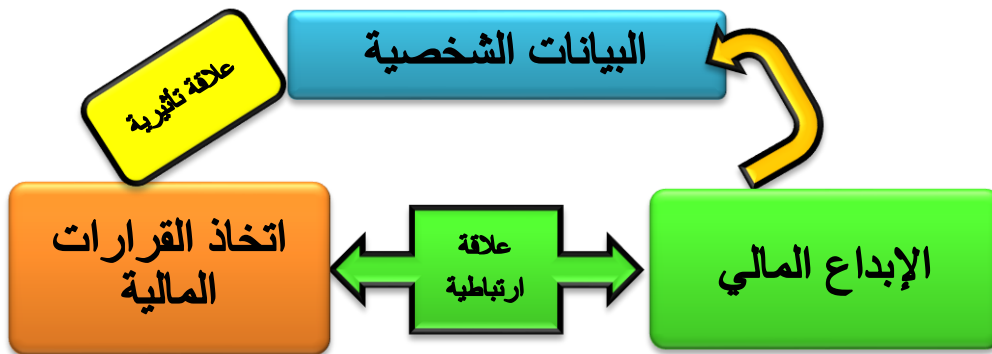 البيانات الشخصية
علاقة تأثيرية
الإبداع المالي
علاقة
ارتباطية
اتخاذ القرارات
المالية